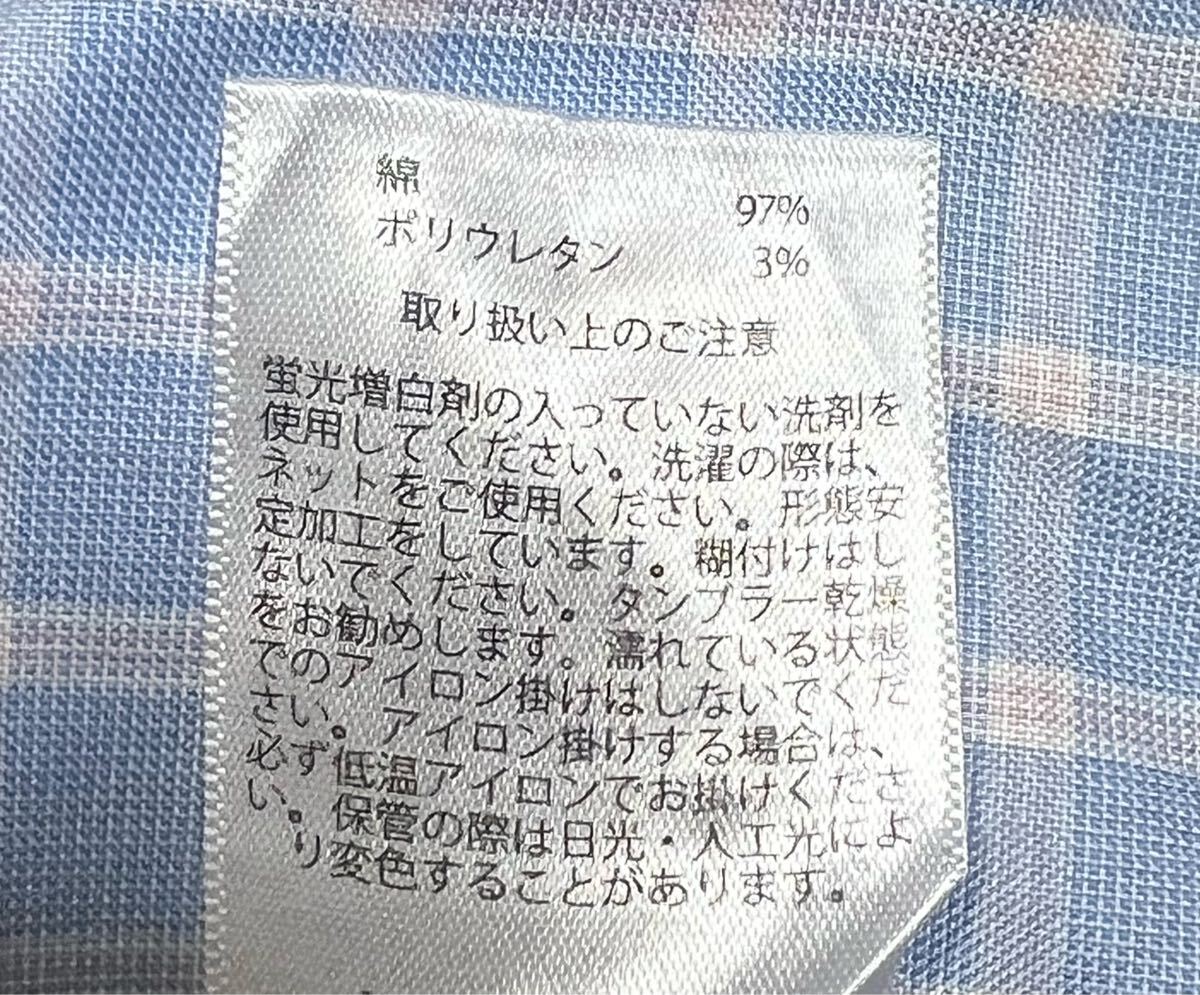 綿 97%
ポリウレタン 3%
取り扱い上のご注意
蛍光増白剤の入っていない洗剤を
使用してください。洗濯の際は、
ネットをご使用ください。形態安
定加工をしています。糊付けはし
ないでください。タンブラー乾燥
をお勧めします。濡れている状態
でのアイロン掛けはしないでくだ
さい。アイロン掛けする場合は、
必ず低温アイロンでお掛けくださ
い。保管の際は日光・人工光によ
り変色することがあります。